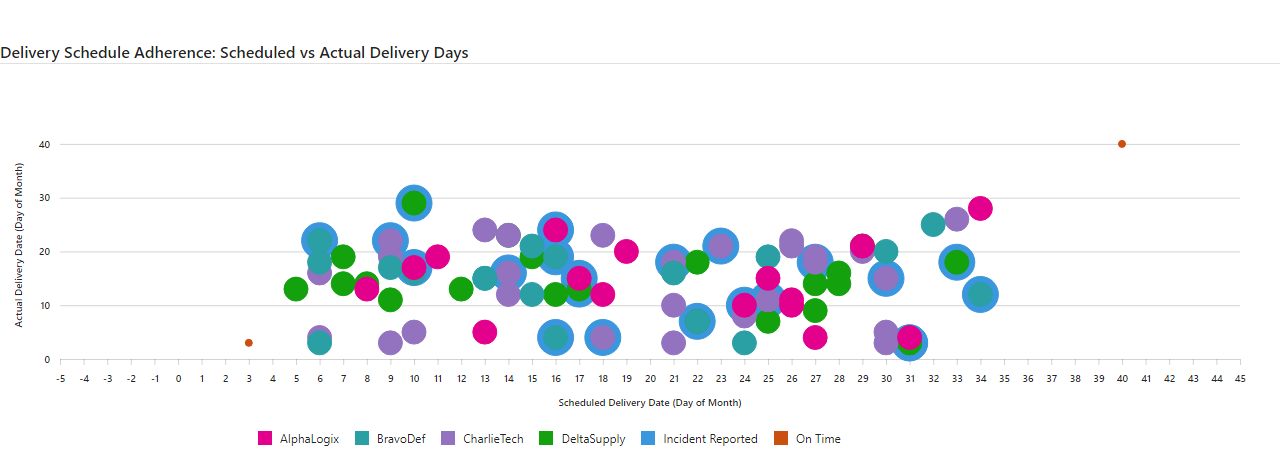 Delivery Schedule Adherence: Scheduled vs Actual Delivery Days
Actual Delivery Date (Day of Month)
40
30
20
10
0
-5 -4 -3 -2 -1 0 1 2 3 4 5 6 7 8 9 10 11 12 13 14 15 16 17 18 19 20 21 22 23 24 25 26 27 28 29 30 31 32 33 34 35 36 37 38 39 40 41 42 43 44 45
Scheduled Delivery Date (Day of Month)
AlphaLogix BravoDef CharlieTech DeltaSupply Incident Reported On Time